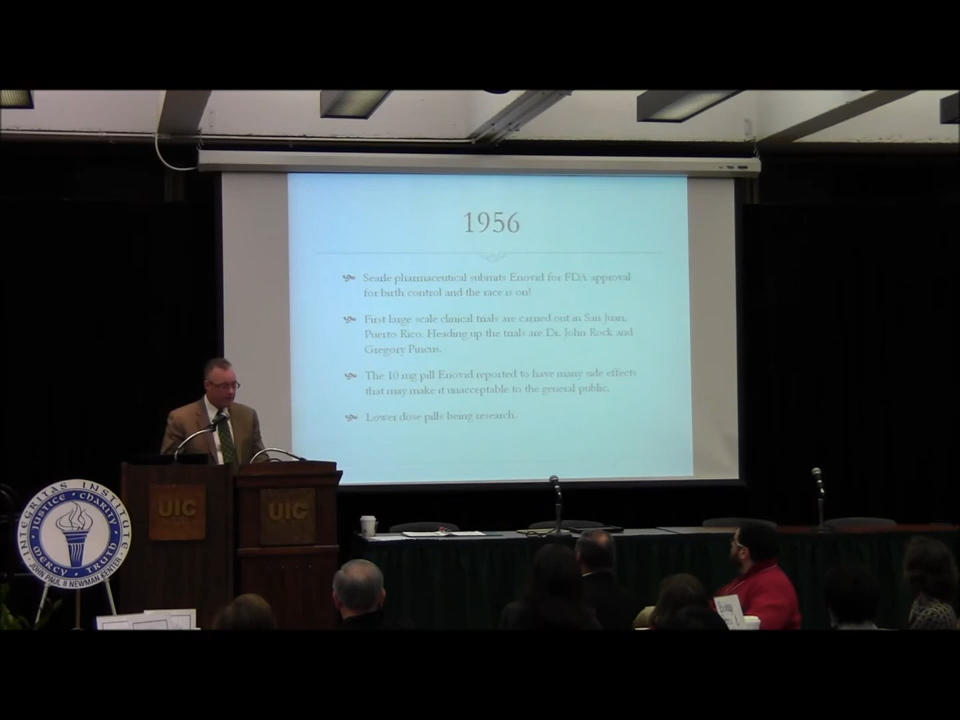 1956
Searle pharmaceutical submits Enovid for FDA approval
for birth control and the race is on!
First large scale clinical trials are carried out in San Juan,
Puerto Rico. Heading up the trials are Dr. John Rock and
Gregory Pincus.
The 10 mg pill Enovid reported to have many side effects
that may make it unacceptable to the general public.
Lower dose pills being research.
UIC
UIC
INTEGRITAS INSTITUTE
JUSTICE • CHARITY
MERCY • TRUTH
JOHN PAUL II NEWMAN CENTER